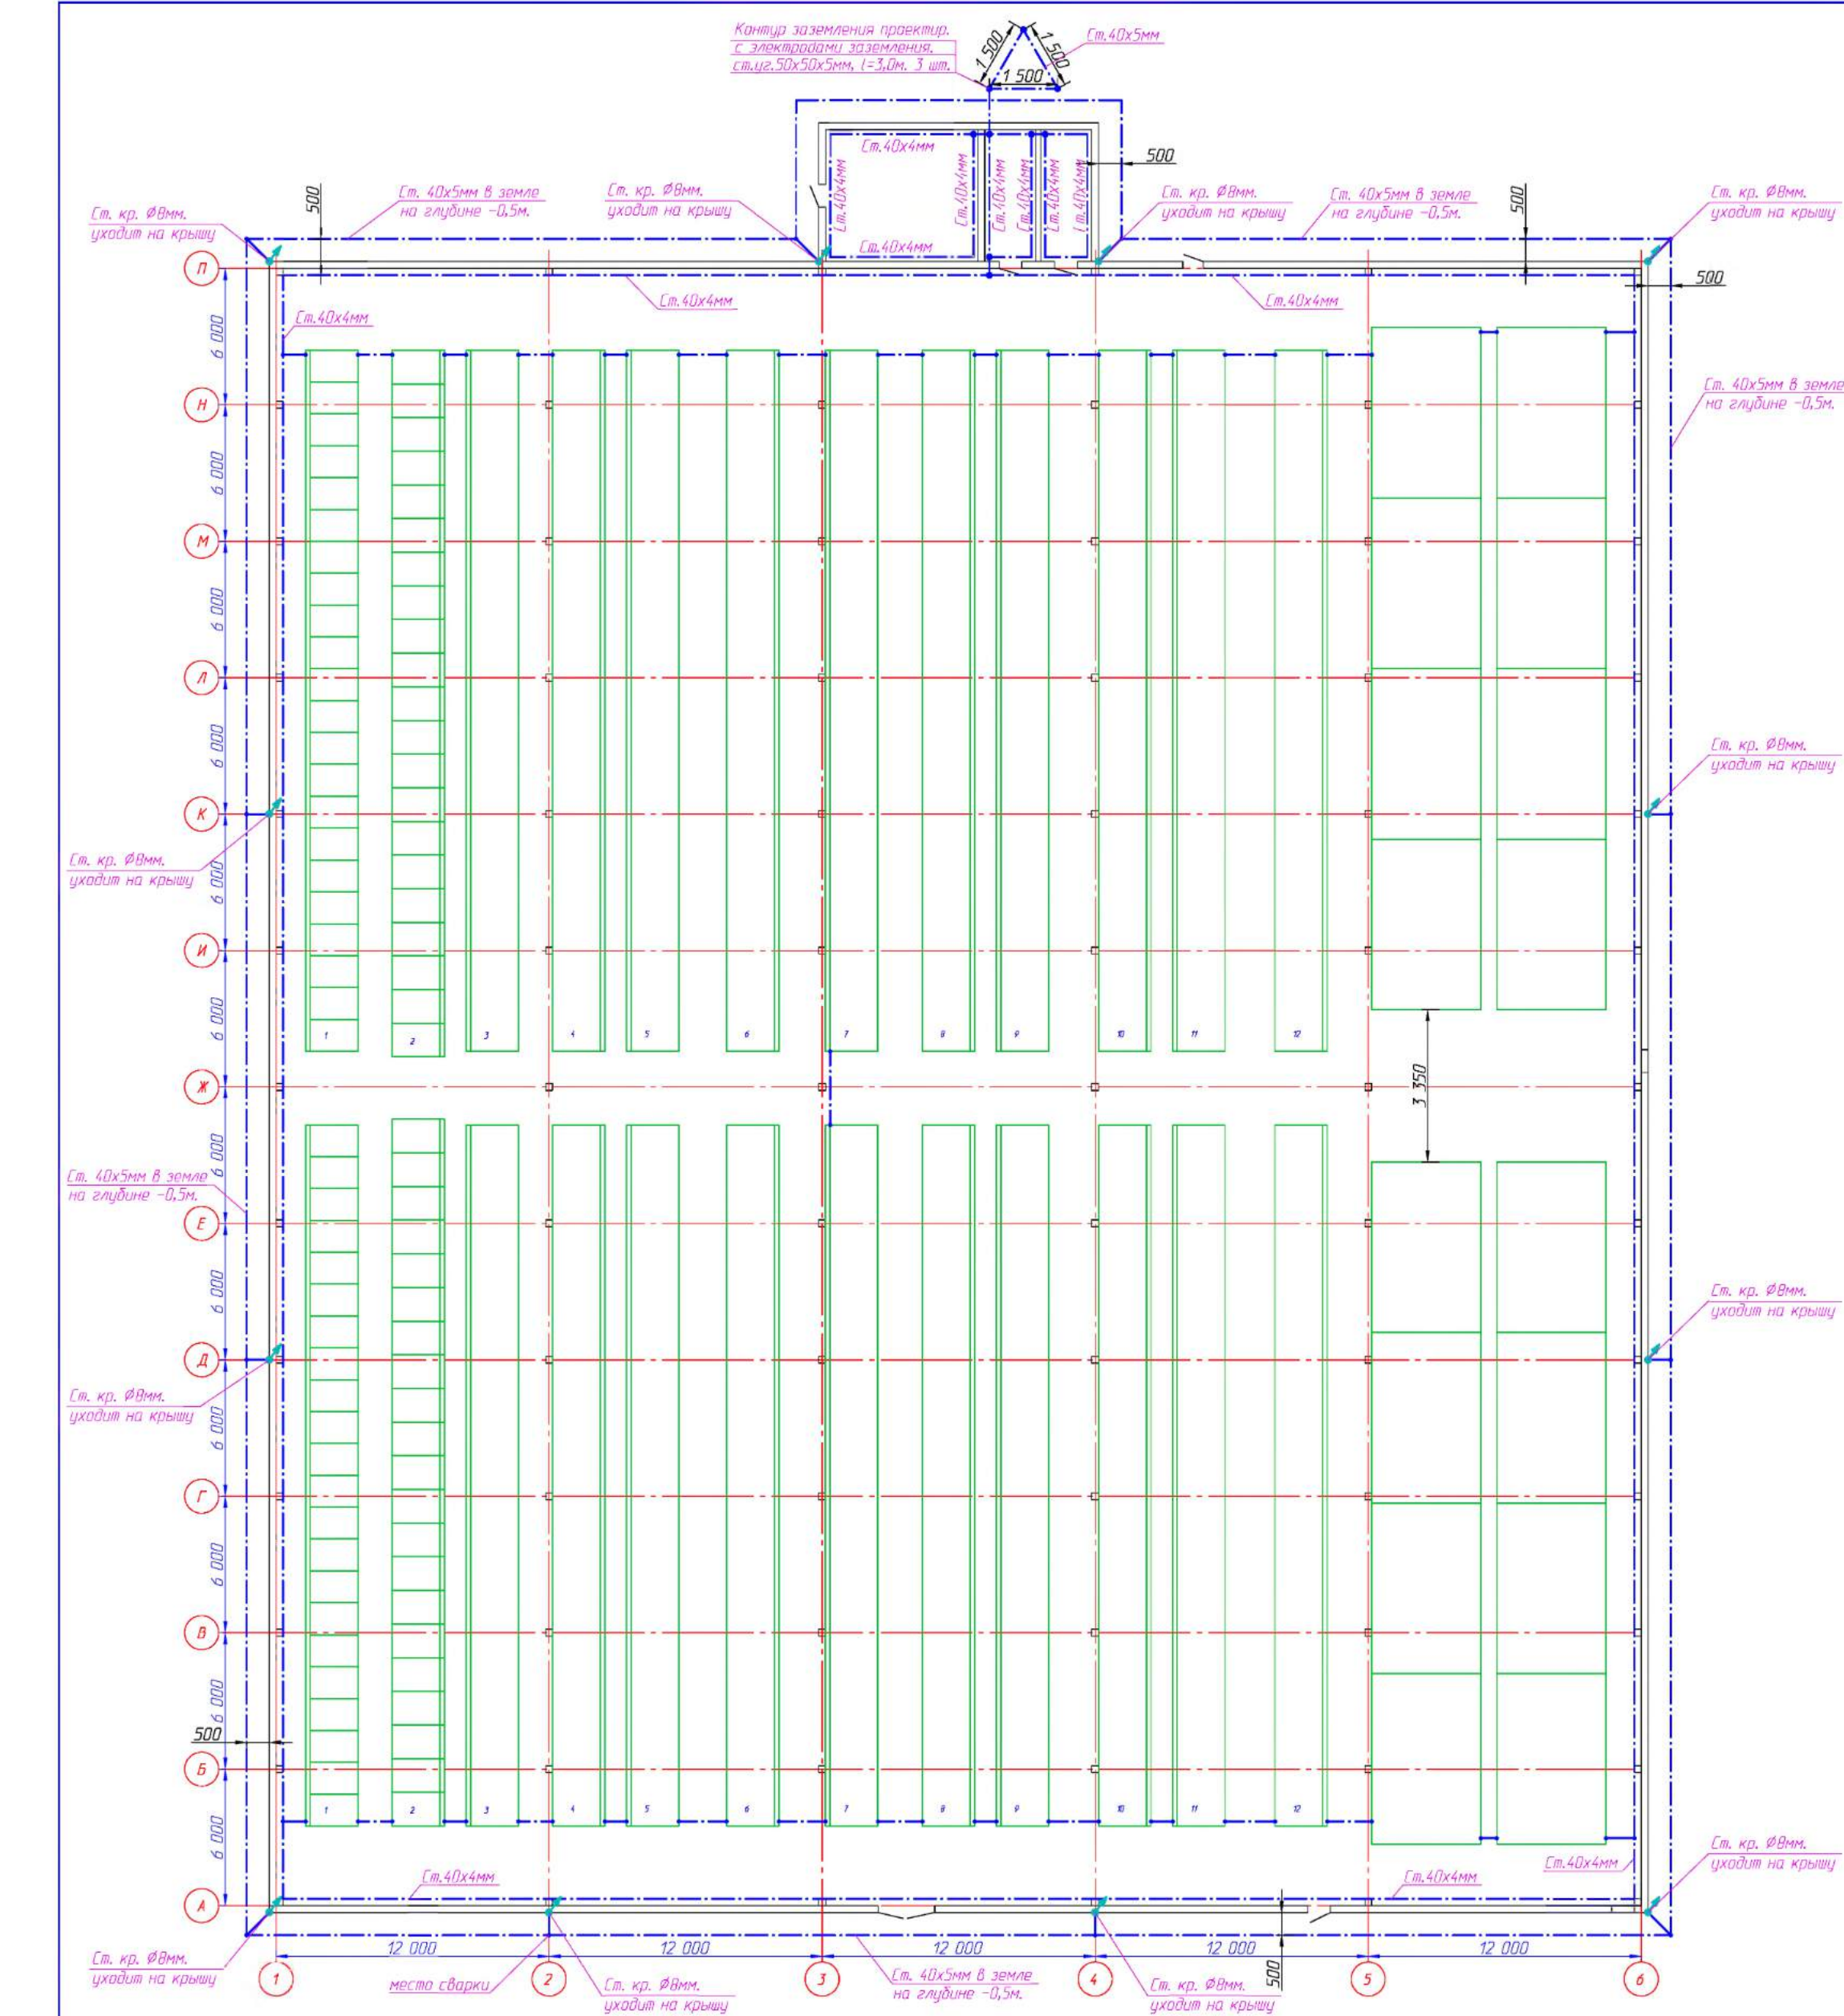 Контур заземления проектир.
с электродами заземления.
ст.уг.50х50х5мм, l=3,0м. 3 шт.
1 500
1 500
1 500
Ст.40х5мм
Ст.40х4мм
Ст.40х4мм
Ст.40х4мм
Ст.40х4мм
Ст.40х4мм
Ст.40х4мм
Ст.40х4мм
Ст.40х4мм
500
Ст. кр. Ø8мм.
уходит на крышу
500
Ст. 40х5мм в земле
на глубине -0,5м.
Ст. кр. Ø8мм.
уходит на крышу
Ст. кр. Ø8мм.
уходит на крышу
Ст. 40х5мм в земле
на глубине -0,5м.
500
Ст. кр. Ø8мм.
уходит на крышу
П
500
Ст.40х4мм
Ст.40х4мм
Ст.40х4мм
6 000
Н
Ст. 40х5мм в земле
на глубине -0,5м.
6 000
М
6 000
Л
6 000
Ст. кр. Ø8мм.
уходит на крышу
К
Ст. кр. Ø8мм.
уходит на крышу
6 000
И
6 000
1 2 3 4 5 6 7 8 9 10 11 12
Ж
3 350
6 000
Ст. 40х5мм в земле
на глубине -0,5м.
Е
6 000
Ст. кр. Ø8мм.
уходит на крышу
Д
Ст. кр. Ø8мм.
уходит на крышу
6 000
Г
6 000
В
6 000
500
Б
1 2 3 4 5 6 7 8 9 10 11 12
6 000
Ст. кр. Ø8мм.
уходит на крышу
Ст.40х4мм
Ст.40х4мм
Ст.40х4мм
А
12 000 12 000 12 000 12 000 12 000
500
Ст. кр. Ø8мм.
уходит на крышу
1 2 3 4 5 6
место сварки
Ст. кр. Ø8мм.
уходит на крышу
Ст. 40х5мм в земле
на глубине -0,5м.
Ст. кр. Ø8мм.
уходит на крышу